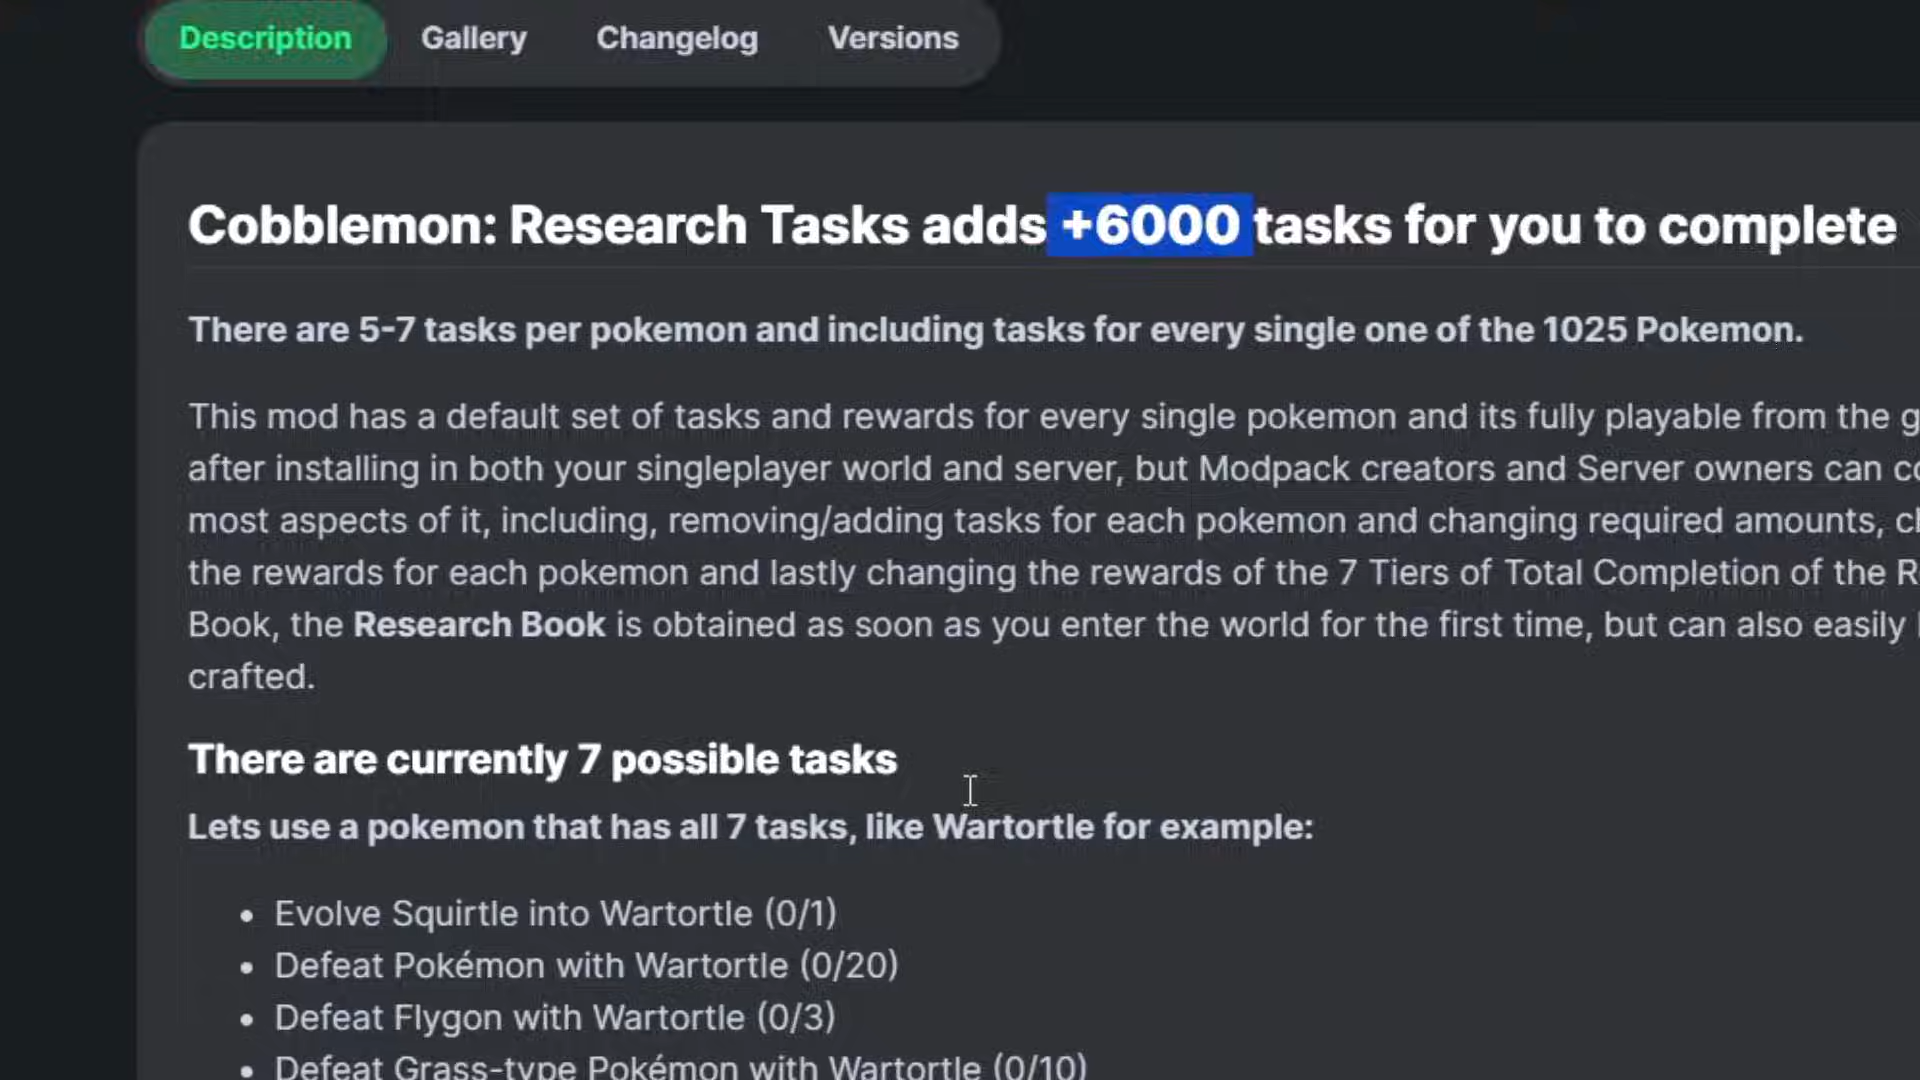 Description Gallery Changelog Versions
Cobblemon: Research Tasks adds +6000 tasks for you to complete
There are 5-7 tasks per pokemon and including tasks for every single one of the 1025 Pokemon.
This mod has a default set of tasks and rewards for every single pokemon and its fully playable from the
after installing in both your singleplayer world and server, but Modpack creators and Server owners can
most aspects of it, including, removing/adding tasks for each pokemon and changing required amounts,
the rewards for each pokemon and lastly changing the rewards of the 7 Tiers of Total Completion of the
Book, the Research Book is obtained as soon as you enter the world for the first time, but can also easily
crafted.
There are currently 7 possible tasks
Lets use a pokemon that has all 7 tasks, like Wartortle for example:
• Evolve Squirtle into Wartortle (0/1)
• Defeat Pokémon with Wartortle (0/20)
• Defeat Flygon with Wartortle (0/3)
• Defeat Grass-type Pokémon with Wartortle (0/10)